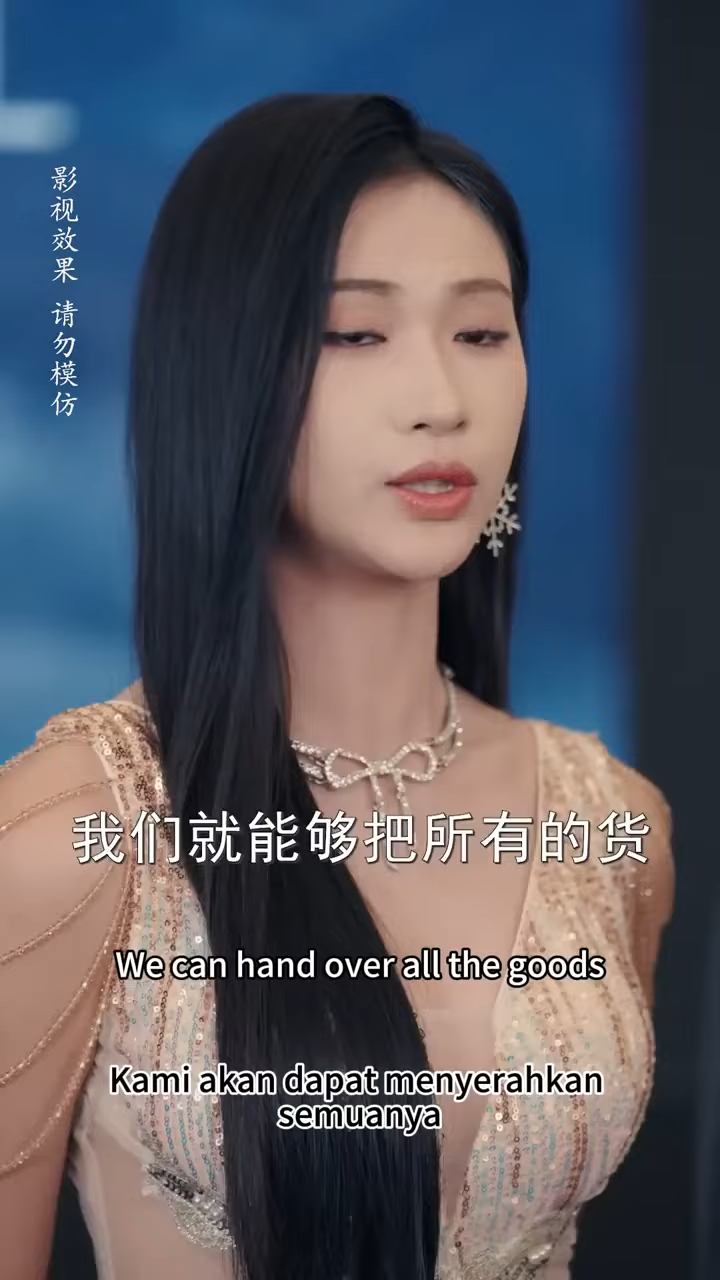 影视效果 请勿模仿
我们就能够把所有的货
We can hand over all the goods
Kami akan dapat menyerahkan
semuanya